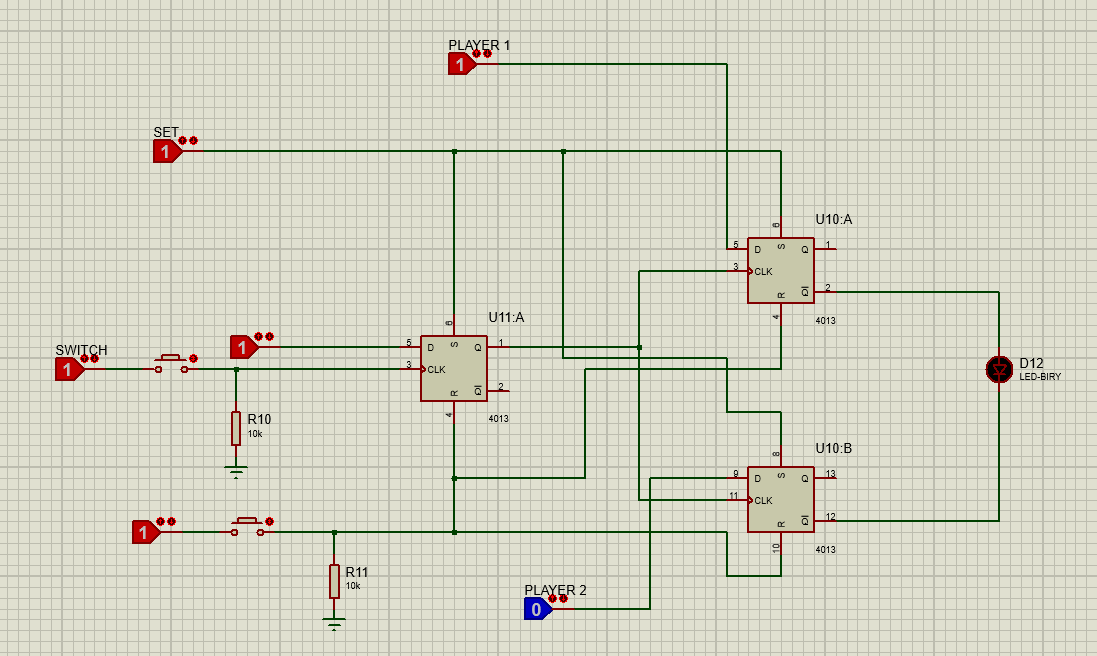 PLAYER 1
1
SET
1
U10:A
6
5 D S Q 1
3 CLK
R Q 2
4
4013
U11:A
6
1
5 D S Q 1
SWITCH
1
3 CLK
R Q 2
4
4013
D12
LED-BIRY
R10
10k
U10:B
8
9 D S Q 13
11 CLK
R Q 12
10
4013
1
R11
10k
PLAYER 2
0